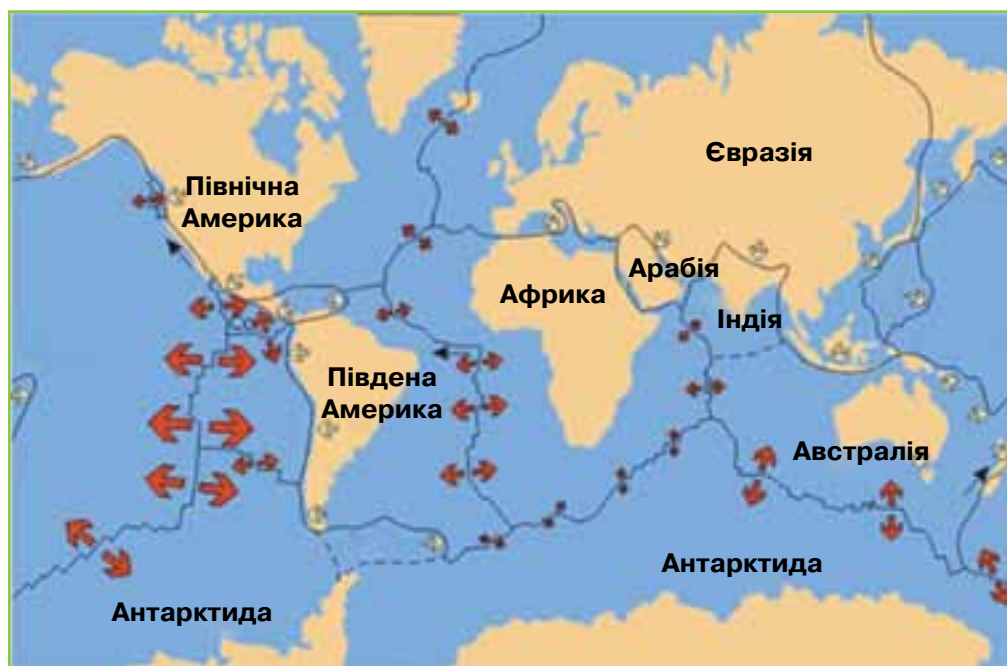 Євразія
Північна
Америка
Арабія
Африка
Індія
Південа
Америка
Австралія
Антарктида
Антарктида